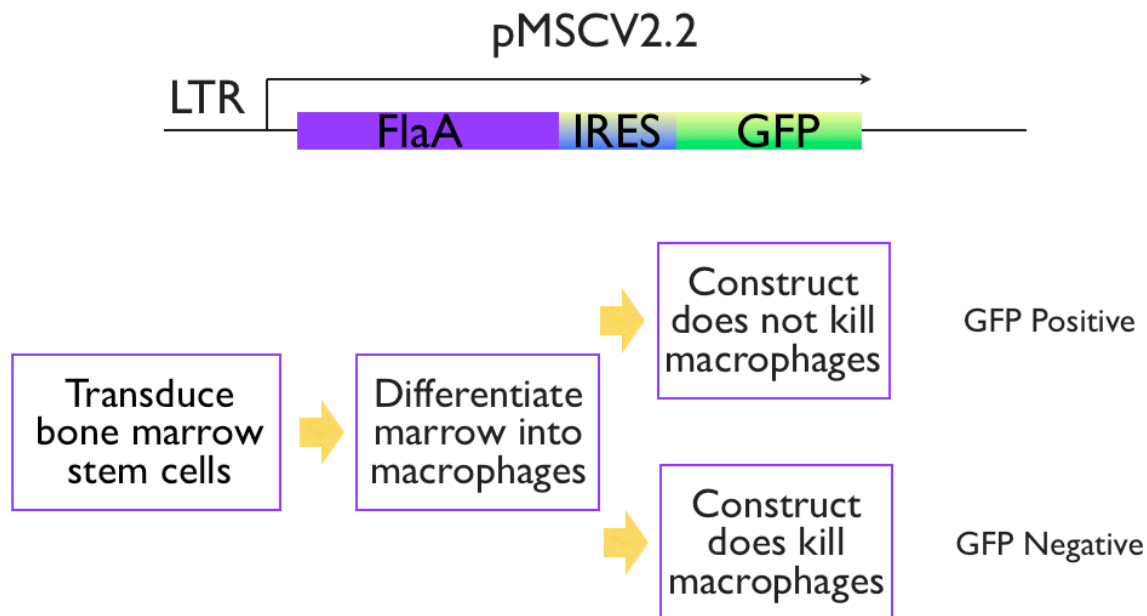 pMSCV2.2
LTR
FlaA IRES GFP
Construct
does not kill
macrophages
GFP Positive
Transduce
bone marrow
stem cells
Differentiate
marrow into
macrophages
Construct
does kill
macrophages
GFP Negative